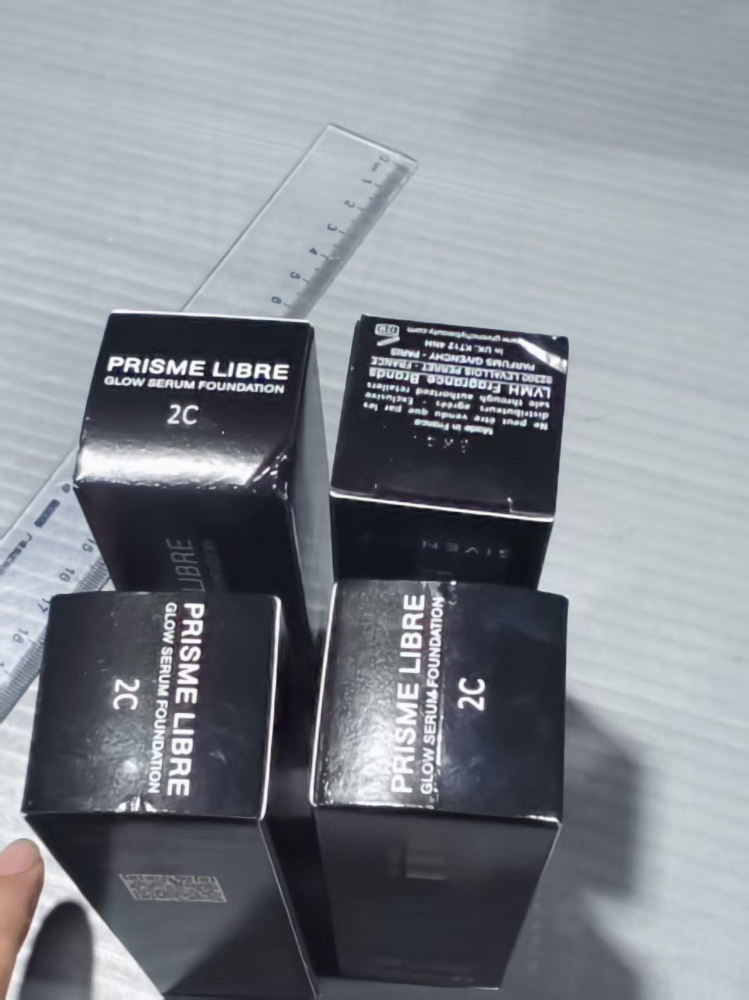 0
1
2
3
4
5
6
PRISME LIBRE
GLOW SERUM FOUNDATION
2C
LIBRE
Made in France
Ne peut être vendu que par les
distributeurs agréés - Exclusive
sale through authorized retailers
LVMH Fragrance Brands
92300 LEVALLOIS PERRET - FRANCE
PARFUMS GIVENCHY - PARIS
In UK. KT12 4NH
www.givenchybeauty.com
GIVEN
15
16
17
18
PRISME LIBRE
GLOW SERUM FOUNDATION
2C
PRISME LIBRE
GLOW SERUM FOUNDATION
2C